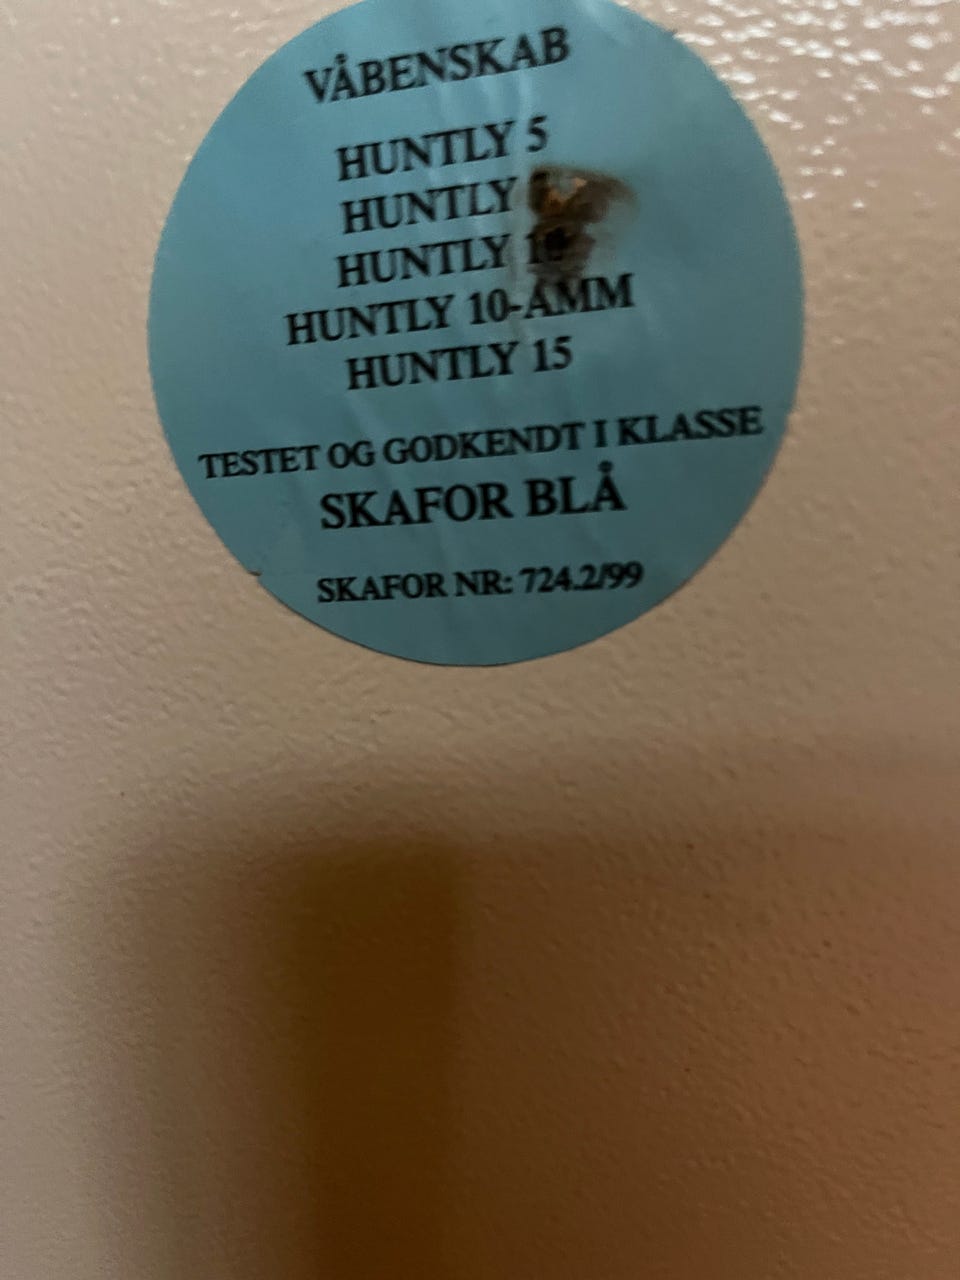 VÅBENSKAB
HUNTLY 5
HUNTLY
HUNTLY
HUNTLY 10-AMM
HUNTLY 15
TESTET OG GODKENDT I KLASSE
SKAFOR BLÅ
SKAFOR NR: 724.2/99